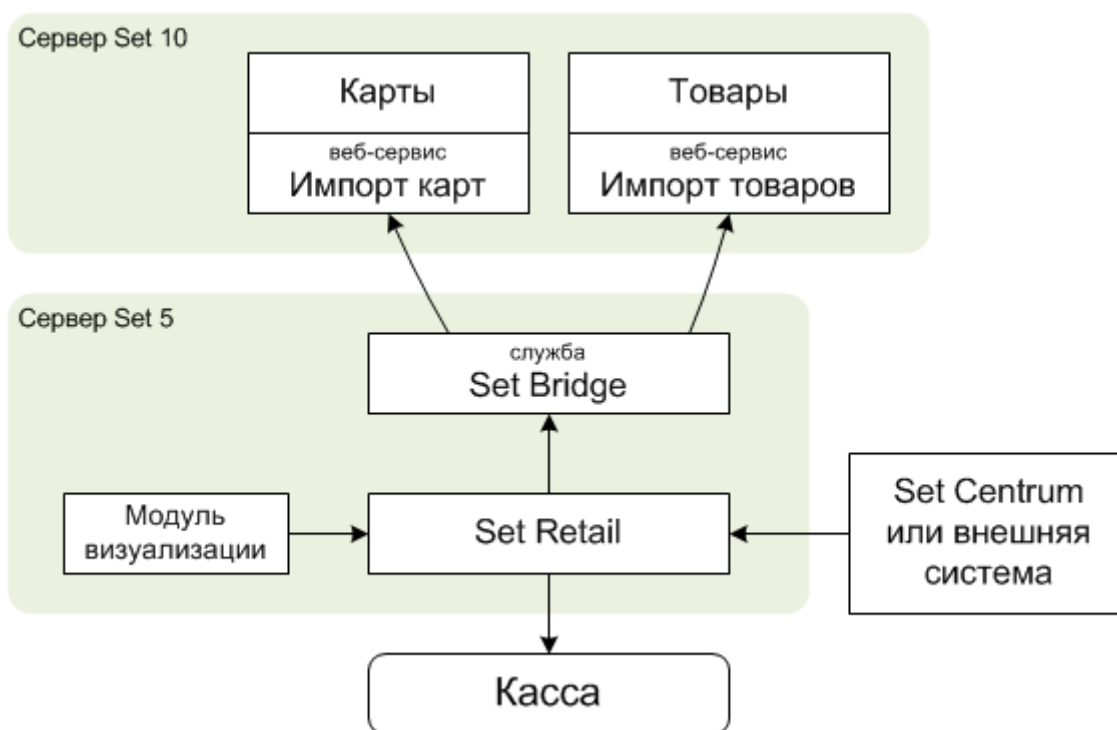 Сервер Set 10
Карты
веб-сервис
Импорт карт
Товары
веб-сервис
Импорт товаров
Сервер Set 5
служба
Set Bridge
Модуль
визуализации
Set Retail
Set Centrum
или внешняя
система
Касса